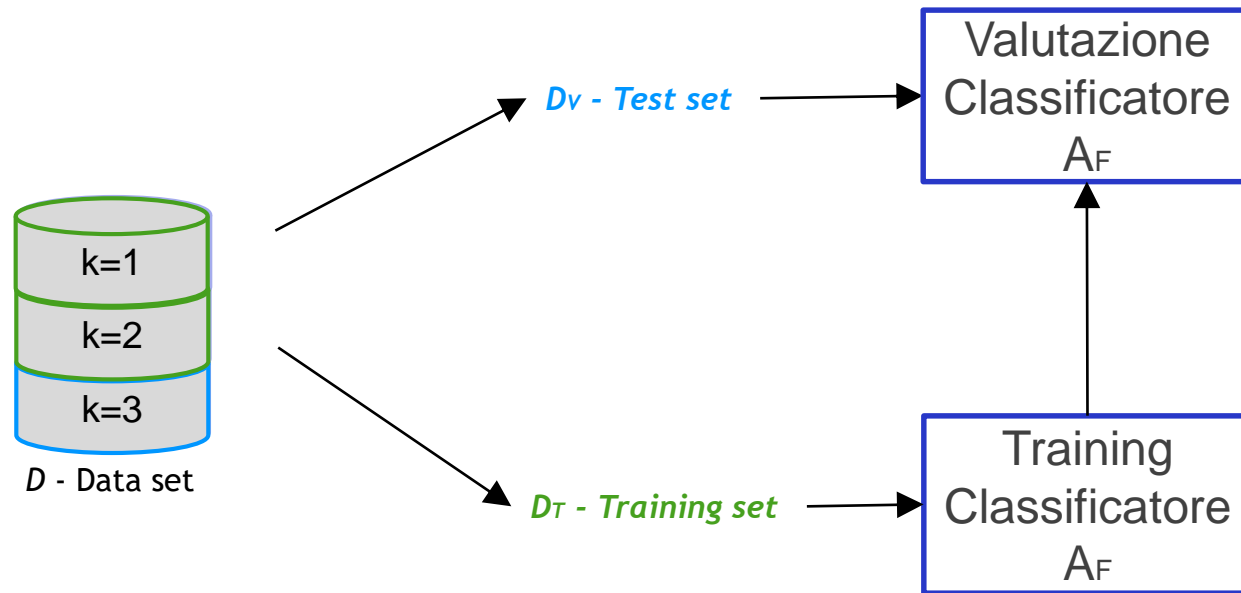 Valutazione
Classificatore
AF
Dv - Test set
k=1
k=2
k=3
D - Data set
DT - Training set
Training
Classificatore
AF